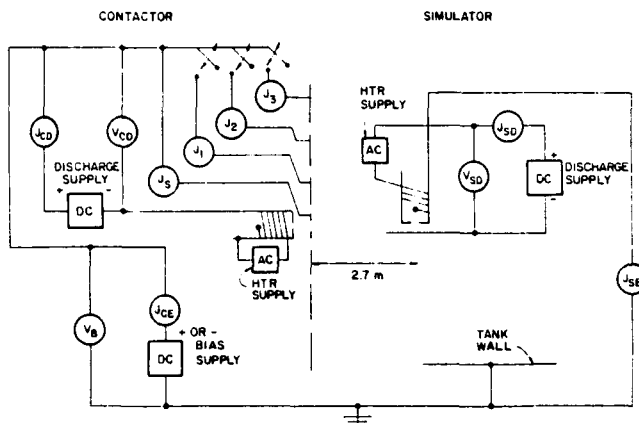 CONTACTOR
SIMULATOR
J3
J2
J1
JS
JCD
VCD
DISCHARGE
SUPPLY
+ -
DC
AC
HTR
SUPPLY
HTR
SUPPLY
AC
JSD
VSD
+
DC
-
DISCHARGE
SUPPLY
2.7 m
JSE
JCE
VB
+ OR -
BIAS
SUPPLY
DC
TANK
WALL